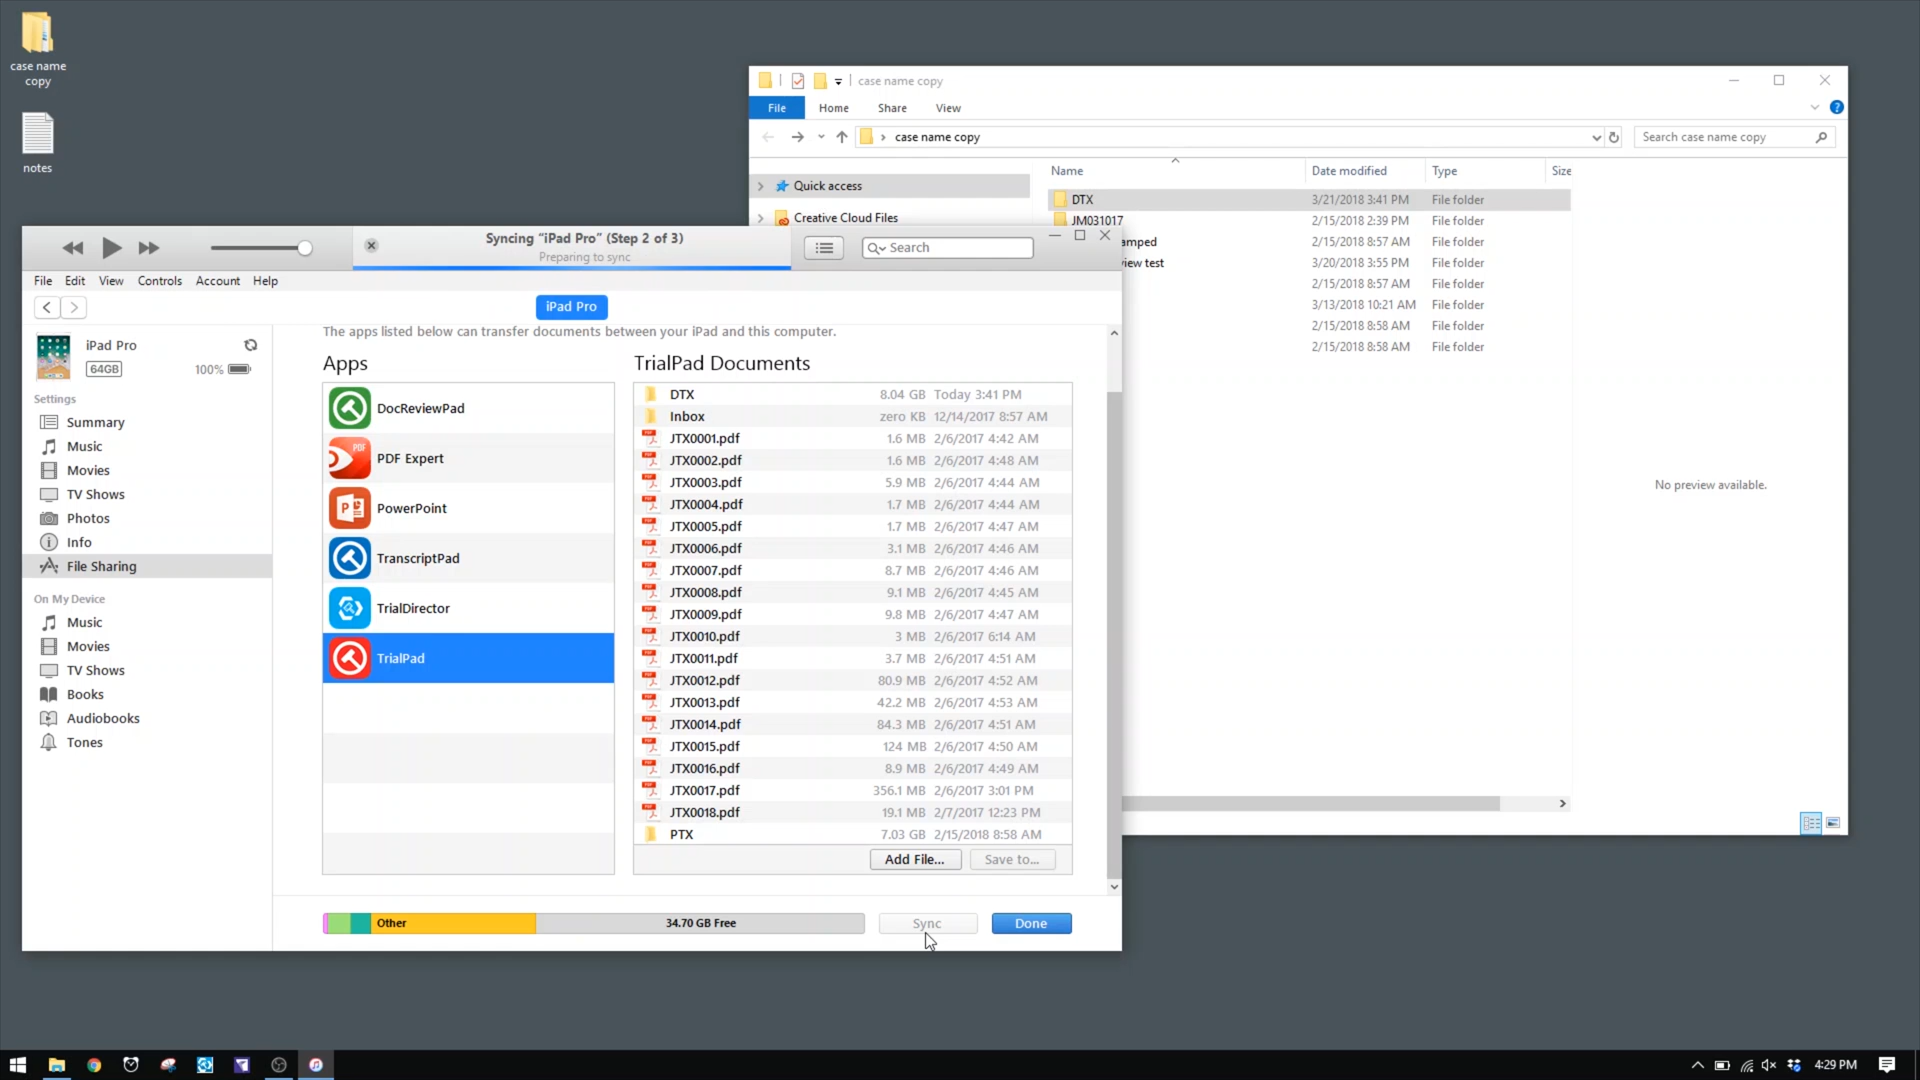 case name
copy
notes
case name copy
File
Home
Share
View
case name copy
Search case name copy
Quick access
Creative Cloud Files
Name
Date modified
Type
Size
DTX
3/21/2018 3:41 PM
File folder
JM031017
2/15/2018 2:39 PM
File folder
amped
2/15/2018 8:57 AM
File folder
iew test
3/20/2018 3:55 PM
File folder
2/15/2018 8:57 AM
File folder
3/13/2018 10:21 AM
File folder
2/15/2018 8:58 AM
File folder
2/15/2018 8:58 AM
File folder
No preview available.
Syncing “iPad Pro” (Step 2 of 3)
Preparing to sync
Search
File
Edit
View
Controls
Account
Help
iPad Pro
iPad Pro
64GB
100%
Settings
Summary
Music
Movies
TV Shows
Photos
Info
File Sharing
On My Device
Music
Movies
TV Shows
Books
Audiobooks
Tones
The apps listed below can transfer documents between your iPad and this computer.
Apps
DocReviewPad
PDF
PDF Expert
PowerPoint
TranscriptPad
TrialDirector
TrialPad
TrialPad Documents
DTX 8.04 GB Today 3:41 PM
Inbox zero KB 12/14/2017 8:57 AM
JTX0001.pdf 1.6 MB 2/6/2017 4:42 AM
JTX0002.pdf 1.6 MB 2/6/2017 4:48 AM
JTX0003.pdf 5.9 MB 2/6/2017 4:44 AM
JTX0004.pdf 1.7 MB 2/6/2017 4:44 AM
JTX0005.pdf 1.7 MB 2/6/2017 4:47 AM
JTX0006.pdf 3.1 MB 2/6/2017 4:46 AM
JTX0007.pdf 8.7 MB 2/6/2017 4:46 AM
JTX0008.pdf 9.1 MB 2/6/2017 4:45 AM
JTX0009.pdf 9.8 MB 2/6/2017 4:47 AM
JTX0010.pdf 3 MB 2/6/2017 6:14 AM
JTX0011.pdf 3.7 MB 2/6/2017 4:51 AM
JTX0012.pdf 80.9 MB 2/6/2017 4:52 AM
JTX0013.pdf 42.2 MB 2/6/2017 4:53 AM
JTX0014.pdf 84.3 MB 2/6/2017 4:51 AM
JTX0015.pdf 124 MB 2/6/2017 4:50 AM
JTX0016.pdf 8.9 MB 2/6/2017 4:49 AM
JTX0017.pdf 356.1 MB 2/6/2017 3:01 PM
JTX0018.pdf 19.1 MB 2/7/2017 12:23 PM
PTX 7.03 GB 2/15/2018 8:58 AM
Add File...
Save to...
Other
34.70 GB Free
Sync
Done
4:29 PM